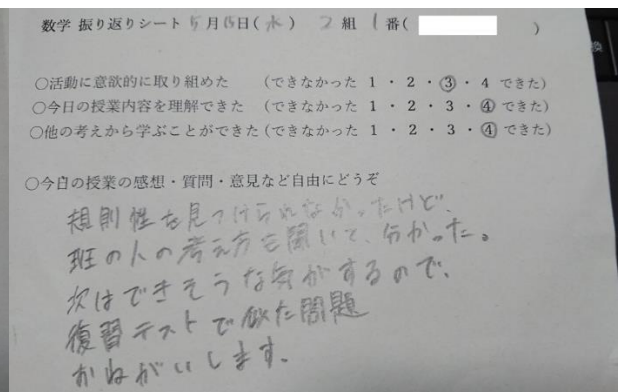 数学 振り返りシート 5月15日(水) 2組 1番( )
○活動に意欲的に取り組めた (できなかった 1・2・3・4 できた)
○今日の授業内容を理解できた (できなかった 1・2・3・4 できた)
○他の考えから学ぶことができた(できなかった 1・2・3・4 できた)
○今日の授業の感想・質問・意見など自由にどうぞ
規則性を見つけられなかったけど、
班の人の考え方を聞いて、分かった。
次はできそうな気がするので、
復習テストで似た問題
おねがいします。